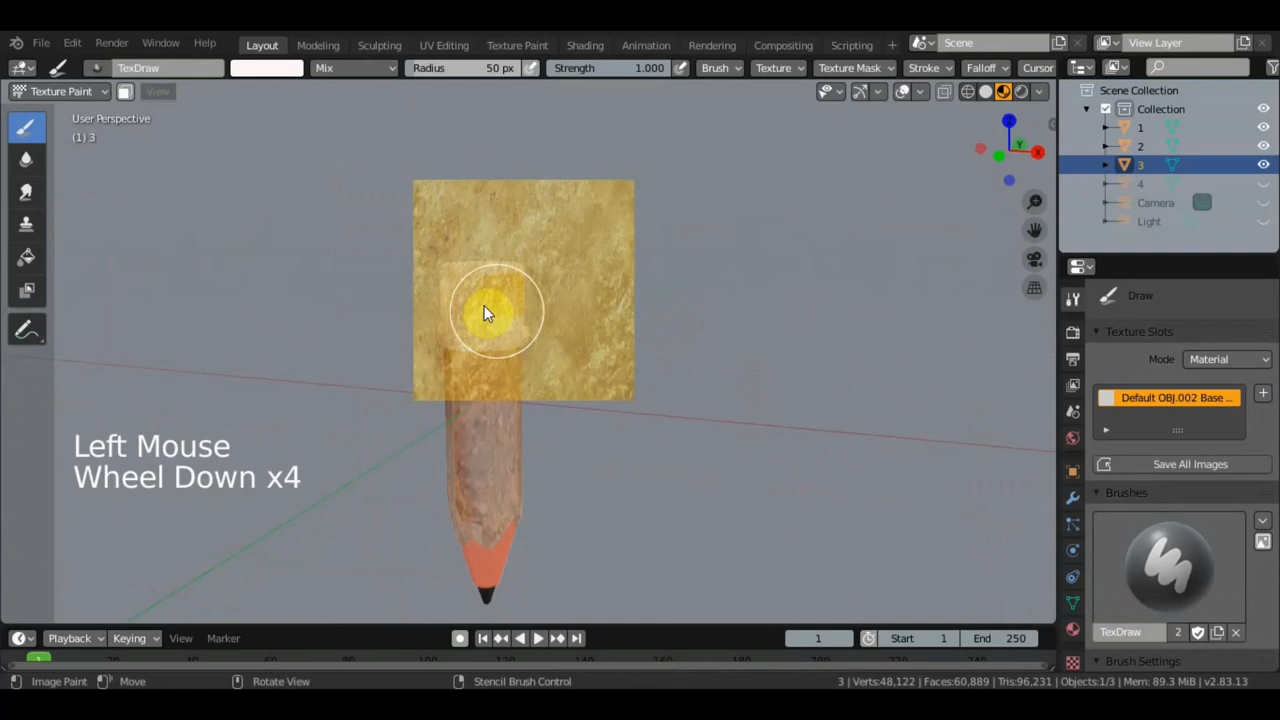 File Edit Render Window Help Layout Modeling Sculpting UV Editing Texture Paint Shading Animation Rendering Compositing Scripting + Scene View Layer
TexDraw Mix Radius 50 px Strength 1.000 Brush Texture Texture Mask Stroke Falloff Cursor
Texture Paint View
User Perspective
(1) 3
Z
Y
X
Scene Collection
Collection
1
2
3
4
Camera
Light
Draw
Texture Slots
Mode Material
Default OBJ.002 Base ...
Save All Images
Brushes
TexDraw 2
Brush Settings
Left Mouse
Wheel Down x4
Playback Keying View Marker 1 Start 1 End 250
Image Paint Move Rotate View Stencil Brush Control 3 | Verts:48,122 | Faces:60,889 | Tris:96,231 | Objects:1/3 | Mem: 89.3 MiB | v2.83.13